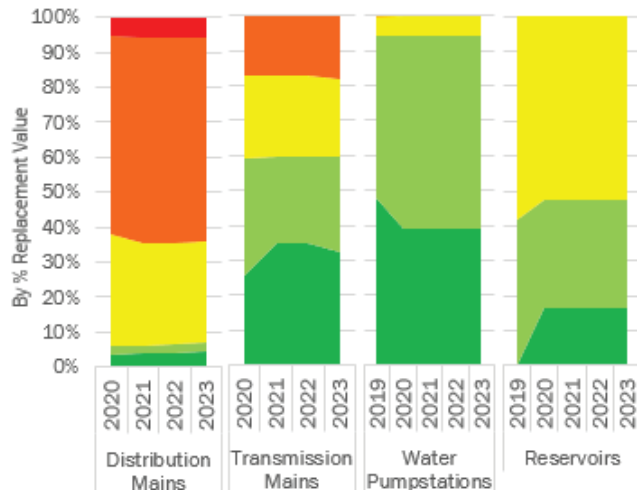 By % Replacement Value
100%
90%
80%
70%
60%
50%
40%
30%
20%
10%
0%
2020 2021 2022 2023 2020 2021 2022 2023 2019 2020 2021 2022 2023 2019 2020 2021 2022 2023
Distribution Transmission Water Reservoirs
Mains Mains Pumpstations